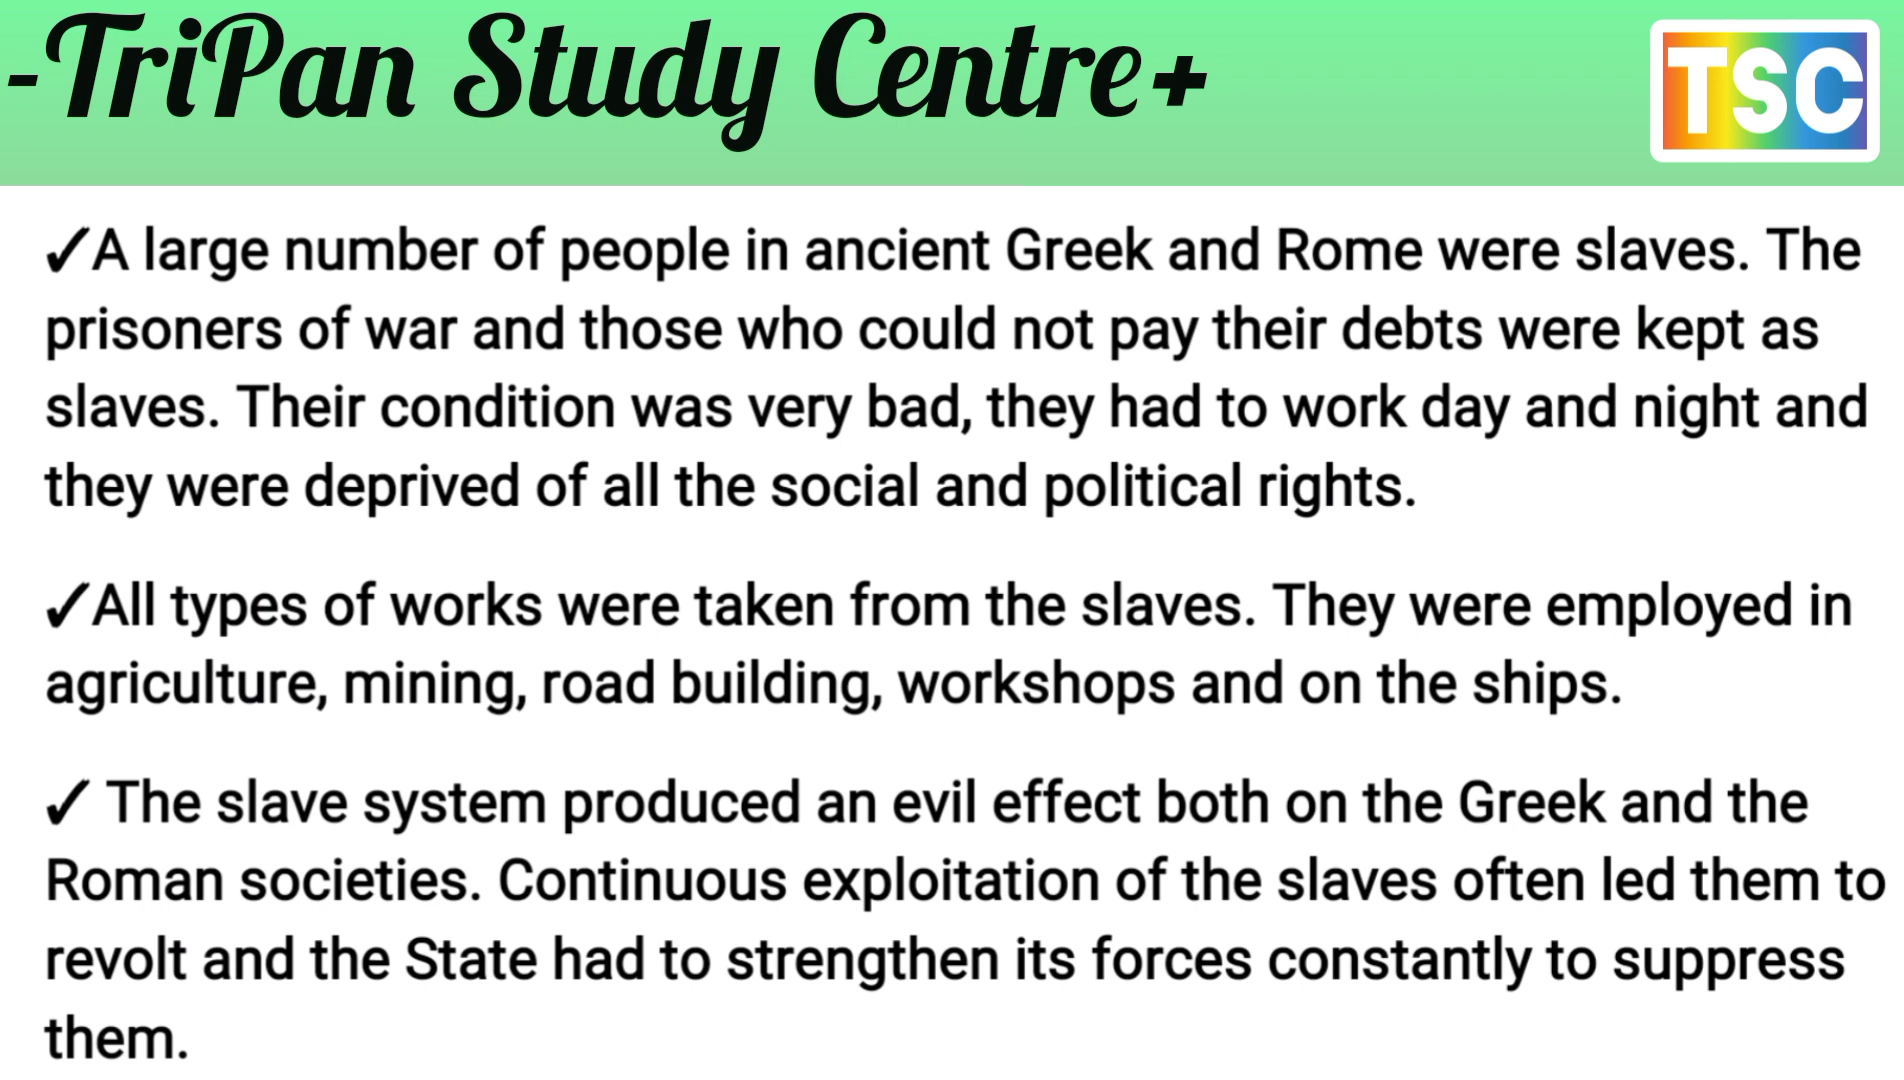 -TriPan Study Centre+
TSC
✓A large number of people in ancient Greek and Rome were slaves. The
prisoners of war and those who could not pay their debts were kept as
slaves. Their condition was very bad, they had to work day and night and
they were deprived of all the social and political rights.
✓All types of works were taken from the slaves. They were employed in
agriculture, mining, road building, workshops and on the ships.
✓ The slave system produced an evil effect both on the Greek and the
Roman societies. Continuous exploitation of the slaves often led them to
revolt and the State had to strengthen its forces constantly to suppress
them.